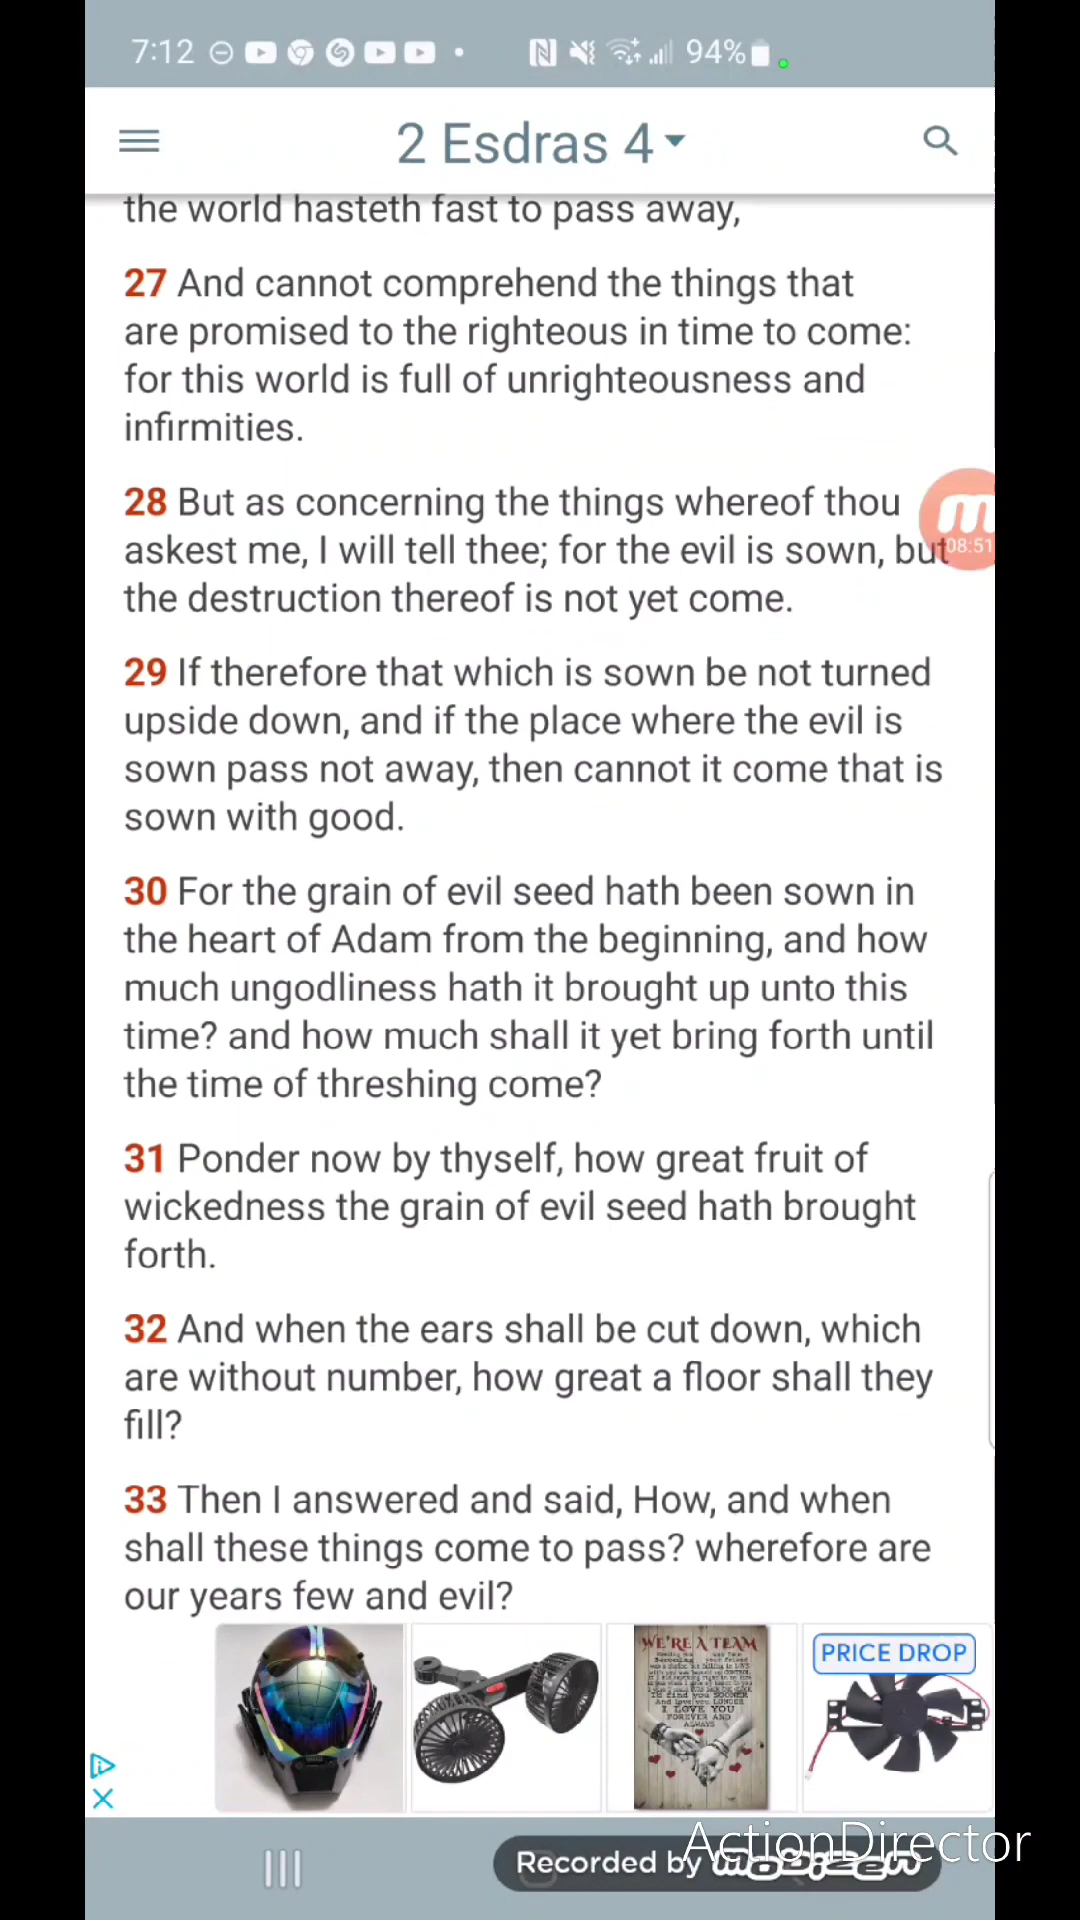 7:12
94%
2 Esdras 4
the world hasteth fast to pass away,
27 And cannot comprehend the things that
are promised to the righteous in time to come:
for this world is full of unrighteousness and
infirmities.
28 But as concerning the things whereof thou
askest me, I will tell thee; for the evil is sown, but
the destruction thereof is not yet come.
08:51
29 If therefore that which is sown be not turned
upside down, and if the place where the evil is
sown pass not away, then cannot it come that is
sown with good.
30 For the grain of evil seed hath been sown in
the heart of Adam from the beginning, and how
much ungodliness hath it brought up unto this
time? and how much shall it yet bring forth until
the time of threshing come?
31 Ponder now by thyself, how great fruit of
wickedness the grain of evil seed hath brought
forth.
32 And when the ears shall be cut down, which
are without number, how great a floor shall they
fill?
33 Then I answered and said, How, and when
shall these things come to pass? wherefore are
our years few and evil?
WE'RE A TEAM
I LOVE YOU
FOREVER AND
ALWAYS
PRICE DROP
ActionDirector
Recorded by mobizen